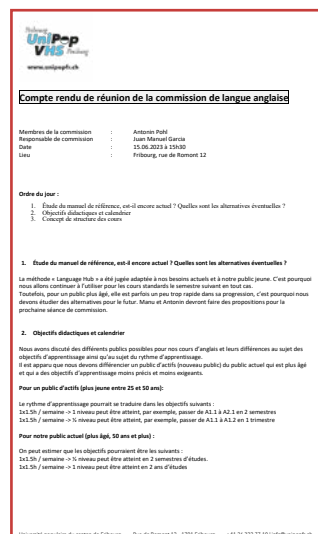 UniPop
VHS
www.unipopfr.ch
Compte rendu de réunion de la commission de langue anglaise
Membres de la commission : Antonin Pohl
Responsable de commission : Juan Manuel Garcia
Date : 15.06.2023 à 15h30
Lieu : Fribourg, rue de Romont 12
Ordre du jour :
1. Étude du manuel de référence, est-il encore actuel ? Quelles sont les alternatives éventuelles ?
2. Objectifs didactiques et calendrier
3. Concept de structure des cours
1. Étude du manuel de référence, est-il encore actuel ? Quelles sont les alternatives éventuelles ?
La méthode « Language Hub » a été jugée adaptée à nos besoins actuels et à notre public jeune. C'est pourquoi
nous allons continuer à l'utiliser pour les cours standards le semestre suivant en tout cas.
Toutefois, pour un public plus âgé, elle est parfois un peu trop rapide dans sa progression, c'est pourquoi nous
devons étudier des alternatives pour le futur. Manu et Antonin devront faire des propositions pour la
prochaine séance de commission.
2. Objectifs didactiques et calendrier
Nous avons discuté des différents publics possibles pour nos cours d'anglais et leurs différences au sujet des
objectifs d'apprentissage ainsi qu'au sujet du rythme d'apprentissage.
Il est apparu que nous devons différencier un public d'actifs (nouveau public) du public actuel qui est plus âgé
et qui a des objectifs d'apprentissage moins précis et moins exigeants.
Pour un public d'actifs (plus jeune entre 25 et 50 ans):
Le rythme d'apprentissage pourrait se traduire dans les objectifs suivants :
1x1.5h / semaine -> 1 niveau peut être atteint, par exemple, passer de A1.1 à A2.1 en 2 semestres
1x1.5h / semaine -> ½ niveau peut être atteint, par exemple, passer de A1.1 à A1.2 en 1 trimestre
Pour notre public actuel (plus âgé, 50 ans et plus) :
On peut estimer que les objectifs pourraient être les suivants :
1x1.5h / semaine -> ½ niveau peut être atteint en 2 semestres d'études.
1x1.5h / semaine -> 1 niveau peut être atteint en 2 ans d'études